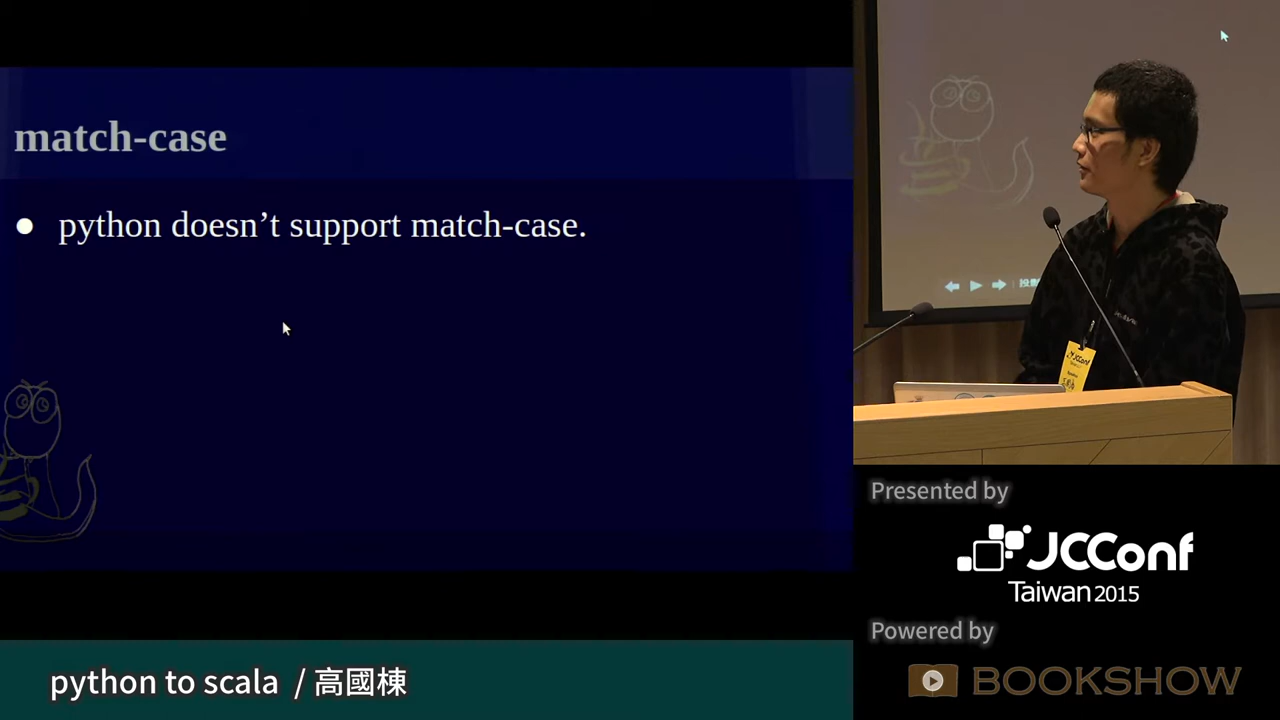 match-case
● python doesn’t support match-case.
JCConf
Presented by
JCConf
Taiwan 2015
Powered by
BOOKSHOW
python to scala / 高國棟